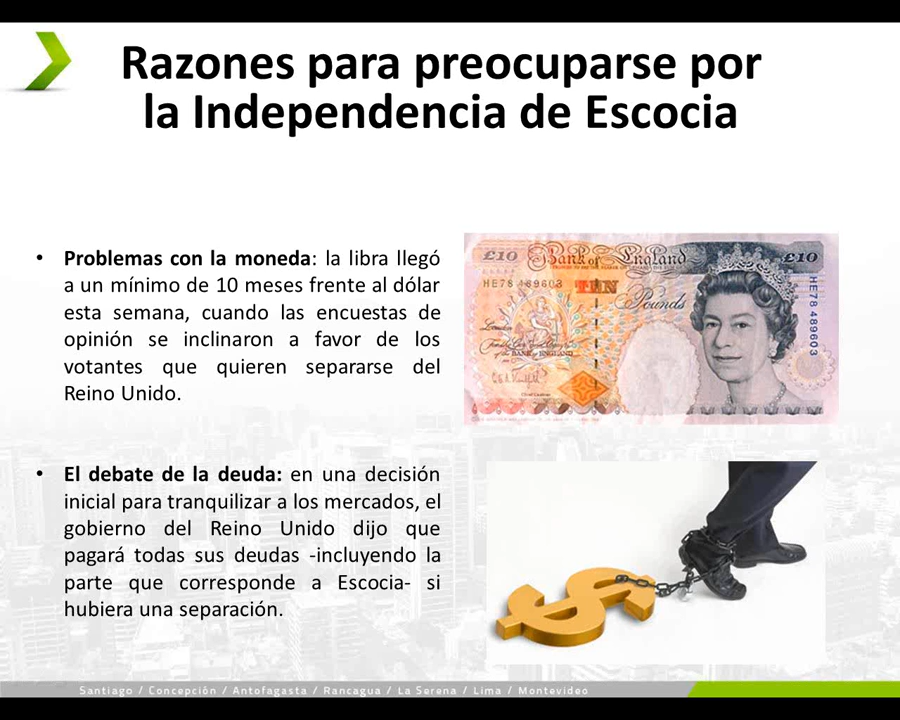 Razones para preocuparse por
la Independencia de Escocia
• Problemas con la moneda: la libra llegó
a un mínimo de 10 meses frente al dólar
esta semana, cuando las encuestas de
opinión se inclinaron a favor de los
votantes que quieren separarse del
Reino Unido.
£10 Bank of England £10
HE78 489603 TEN
Pounds
HE78 489603
London
BANK OF ENGLAND
• El debate de la deuda: en una decisión
inicial para tranquilizar a los mercados, el
gobierno del Reino Unido dijo que
pagará todas sus deudas -incluyendo la
parte que corresponde a Escocia- si
hubiera una separación.
Santiago / Concepción / Antofagasta / Rancagua / La Serena / Lima / Montevideo